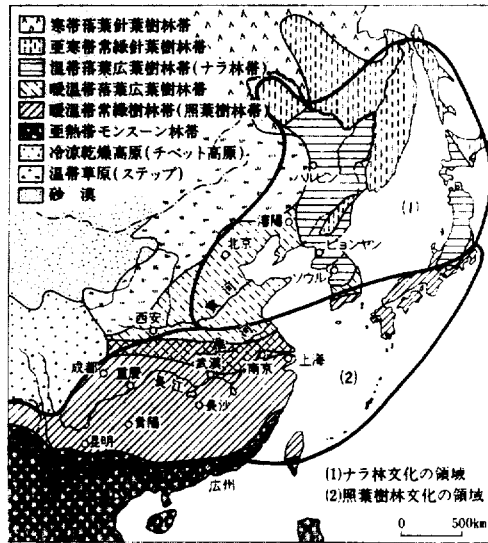 寒帯落葉針葉樹林帯
亜寒帯常緑針葉樹林帯
温帯落葉広葉樹林帯(ナラ林帯)
暖温帯落葉広葉樹林帯
暖温帯常緑樹林帯(照葉樹林帯)
亜熱帯モンスーン林帯
冷涼乾燥高原(チベット高原)
温帯草原(ステップ)
砂漠
ハルビン
(1)
瀋陽
北京
ピョンヤン
ソウル
黄河
西安
淮河
上海
成都
重慶
武漢
南京
長江
(2)
長沙
貴陽
昆明
広州
(1)ナラ林文化の領域
(2)照葉樹林文化の領域
0 500km